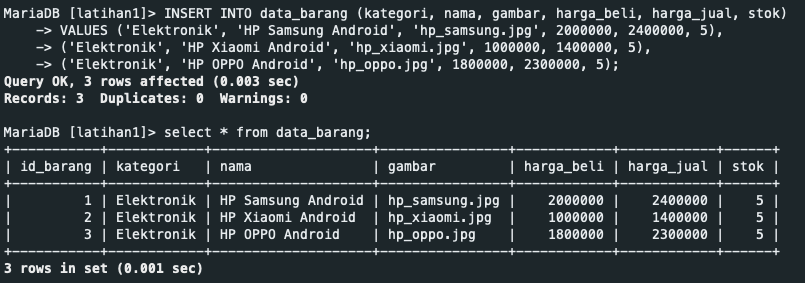 MariaDB [latihan1]> INSERT INTO data_barang (kategori, nama, gambar, harga_beli, harga_jual, stok)
    -> VALUES ('Elektronik', 'HP Samsung Android', 'hp_samsung.jpg', 2000000, 2400000, 5),
    -> ('Elektronik', 'HP Xiaomi Android', 'hp_xiaomi.jpg', 1000000, 1400000, 5),
    -> ('Elektronik', 'HP OPPO Android', 'hp_oppo.jpg', 1800000, 2300000, 5);
Query OK, 3 rows affected (0.003 sec)
Records: 3  Duplicates: 0  Warnings: 0

MariaDB [latihan1]> select * from data_barang;
+-----------+------------+--------------------+----------------+------------+------------+------+
| id_barang | kategori   | nama               | gambar         | harga_beli | harga_jual | stok |
+-----------+------------+--------------------+----------------+------------+------------+------+
|         1 | Elektronik | HP Samsung Android | hp_samsung.jpg |    2000000 |    2400000 |    5 |
|         2 | Elektronik | HP Xiaomi Android  | hp_xiaomi.jpg  |    1000000 |    1400000 |    5 |
|         3 | Elektronik | HP OPPO Android    | hp_oppo.jpg    |    1800000 |    2300000 |    5 |
+-----------+------------+--------------------+----------------+------------+------------+------+
3 rows in set (0.001 sec)